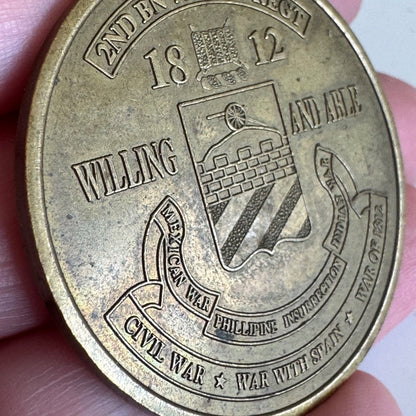 2ND BN REGT
18 12
WILLING AND ABLE
MEXICAN WAR
PHILLIPINE INSURRECTION
INDIAN WAR
CIVIL WAR ★ WAR WITH SPAIN ★ WAR OF 1812